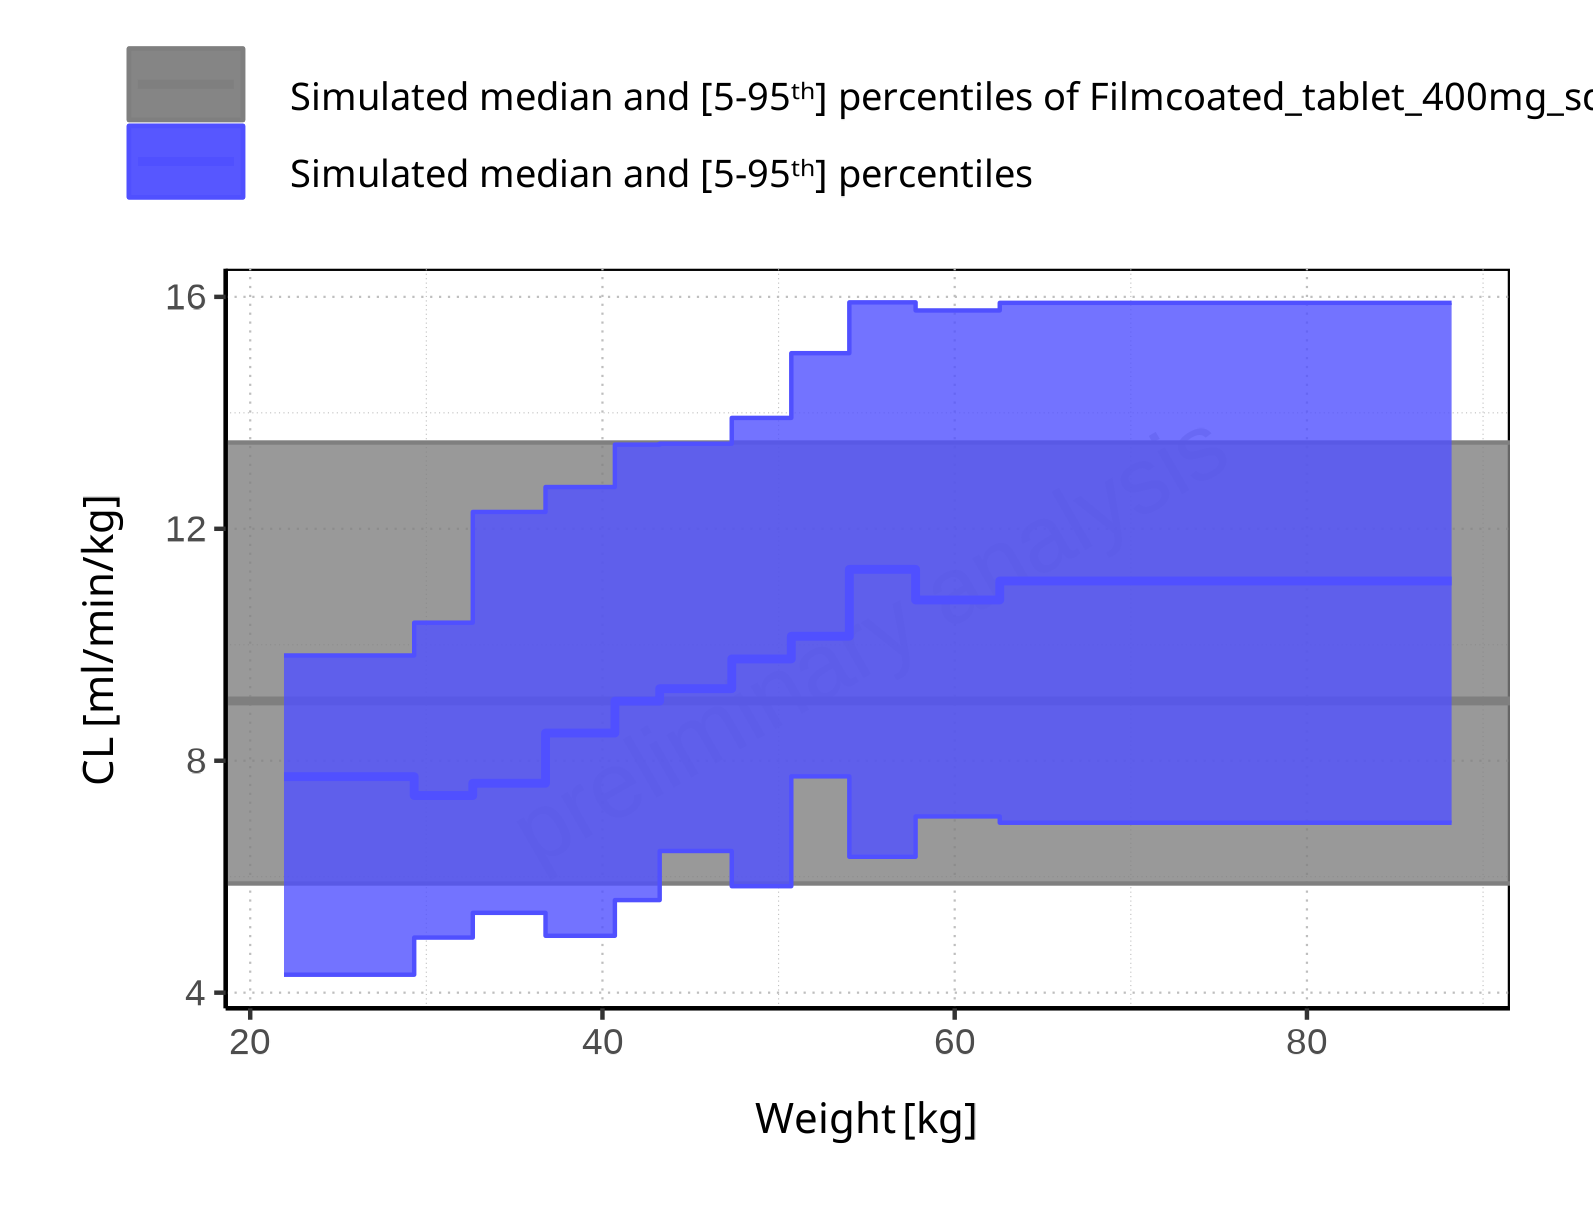 Simulated median and [5-95ᵗʰ] percentiles of Filmcoated_tablet_400mg_sc
Simulated median and [5-95ᵗʰ] percentiles
16
12
8
4
CL [ml/min/kg]
preliminary analysis
20 40 60 80
Weight [kg]